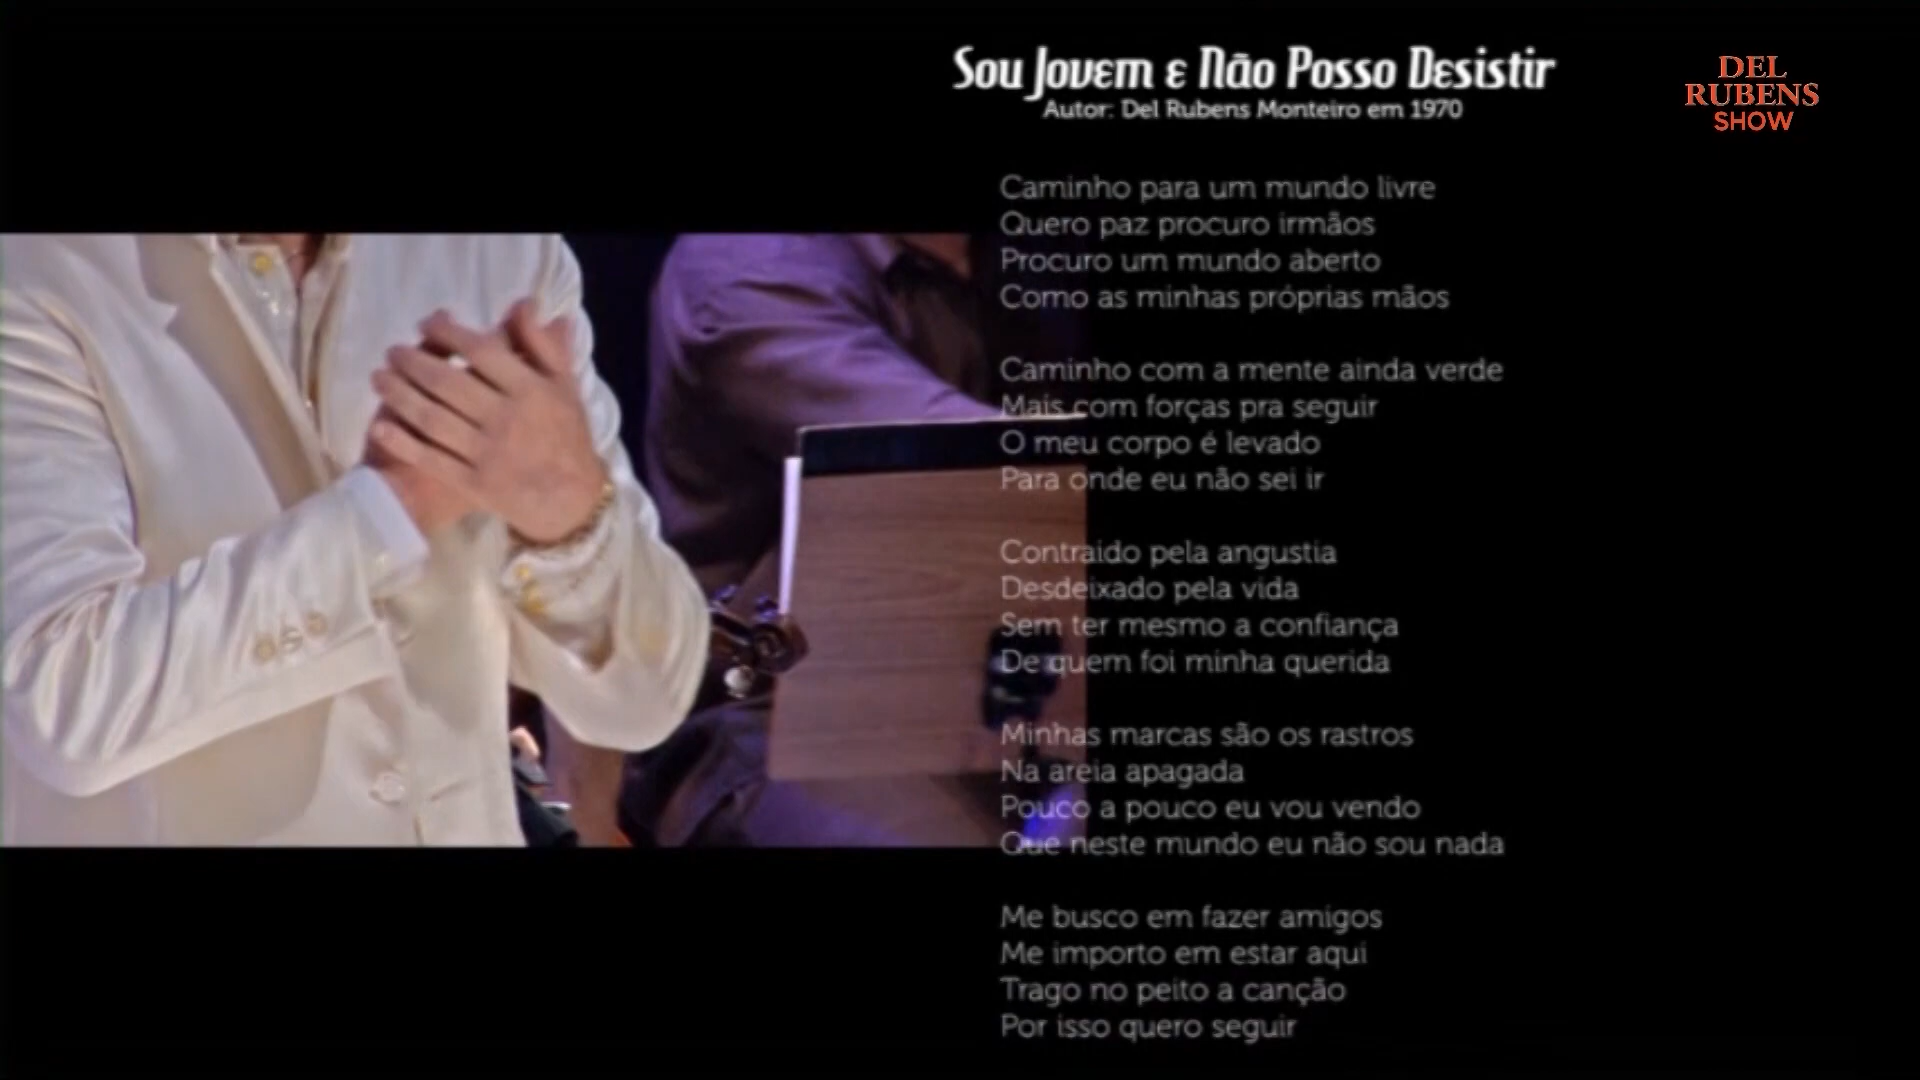 Sou Jovem e Não Posso Desistir
Autor: Del Rubens Monteiro em 1970
DEL
RUBENS
SHOW
Caminho para um mundo livre
Quero paz procuro irmãos
Procuro um mundo aberto
Como as minhas próprias mãos
Caminho com a mente ainda verde
Mais com forças pra seguir
O meu corpo é levado
Para onde eu não sei ir
Contraido pela angustia
Desdeixado pela vida
Sem ter mesmo a confiança
De quem foi minha querida
Minhas marcas são os rastros
Na areia apagada
Pouco a pouco eu vou vendo
Que neste mundo eu não sou nada
Me busco em fazer amigos
Me importo em estar aqui
Trago no peito a canção
Por isso quero seguir